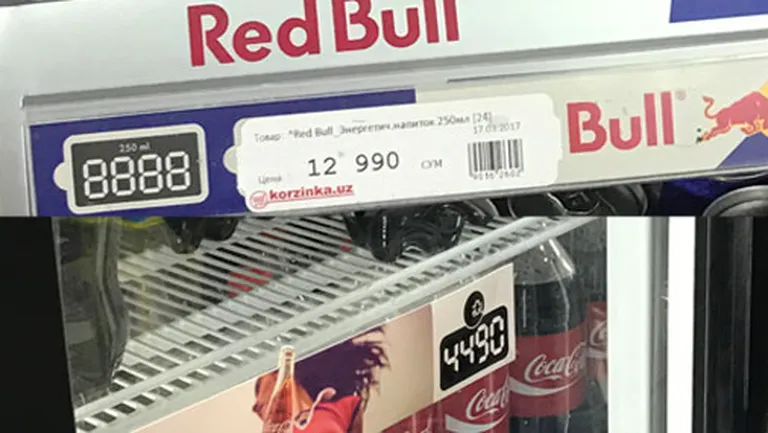 Red Bull
250 ml
8888
Товар: *Red Bull_Энергетич.напиток 250мл [24]
17.03.2017
Цена 12 990 сум
korzinka.uz
Bull
4490
Coca-Cola
Coca